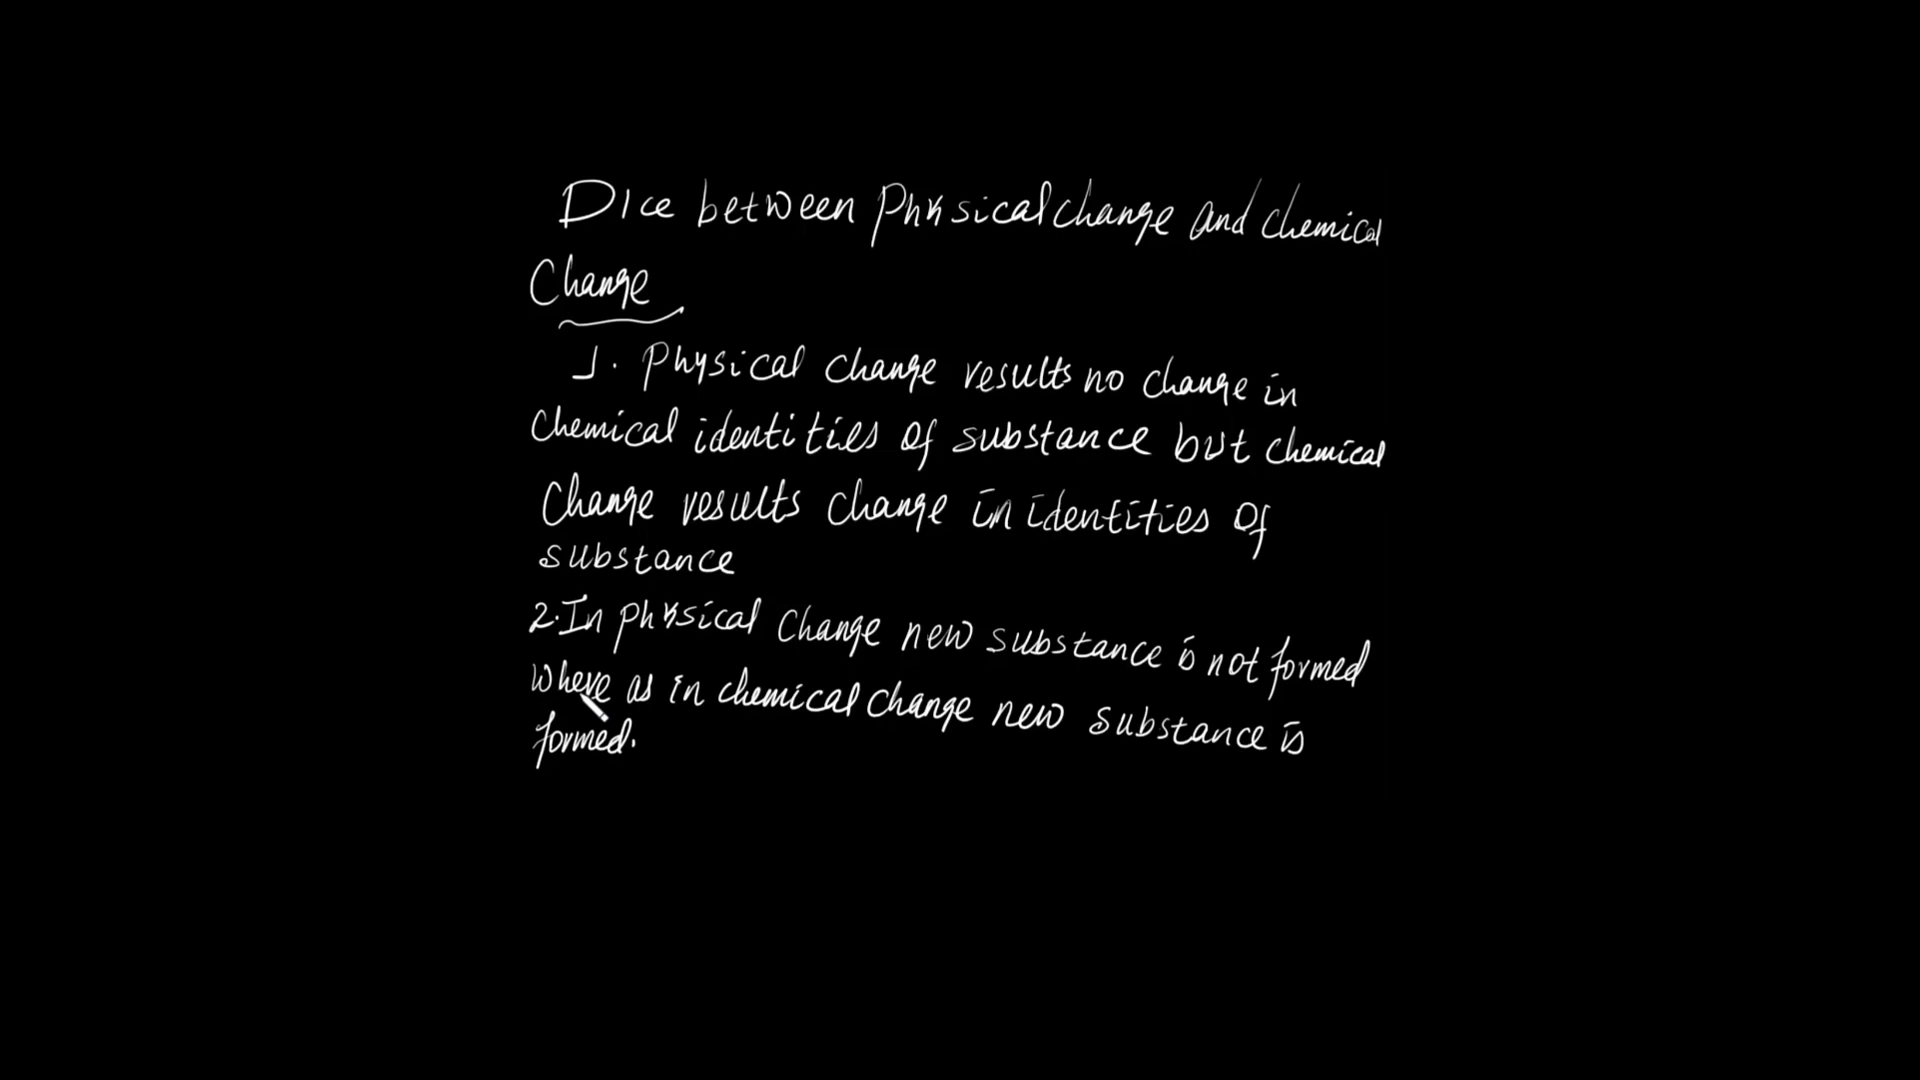 Dice between Physical change and chemical
Change
1. Physical change results no change in
chemical identities of substance but chemical
Change results change in identities of
substance
2. In physical change new substance is not formed
where as in chemical change new substance is
formed.